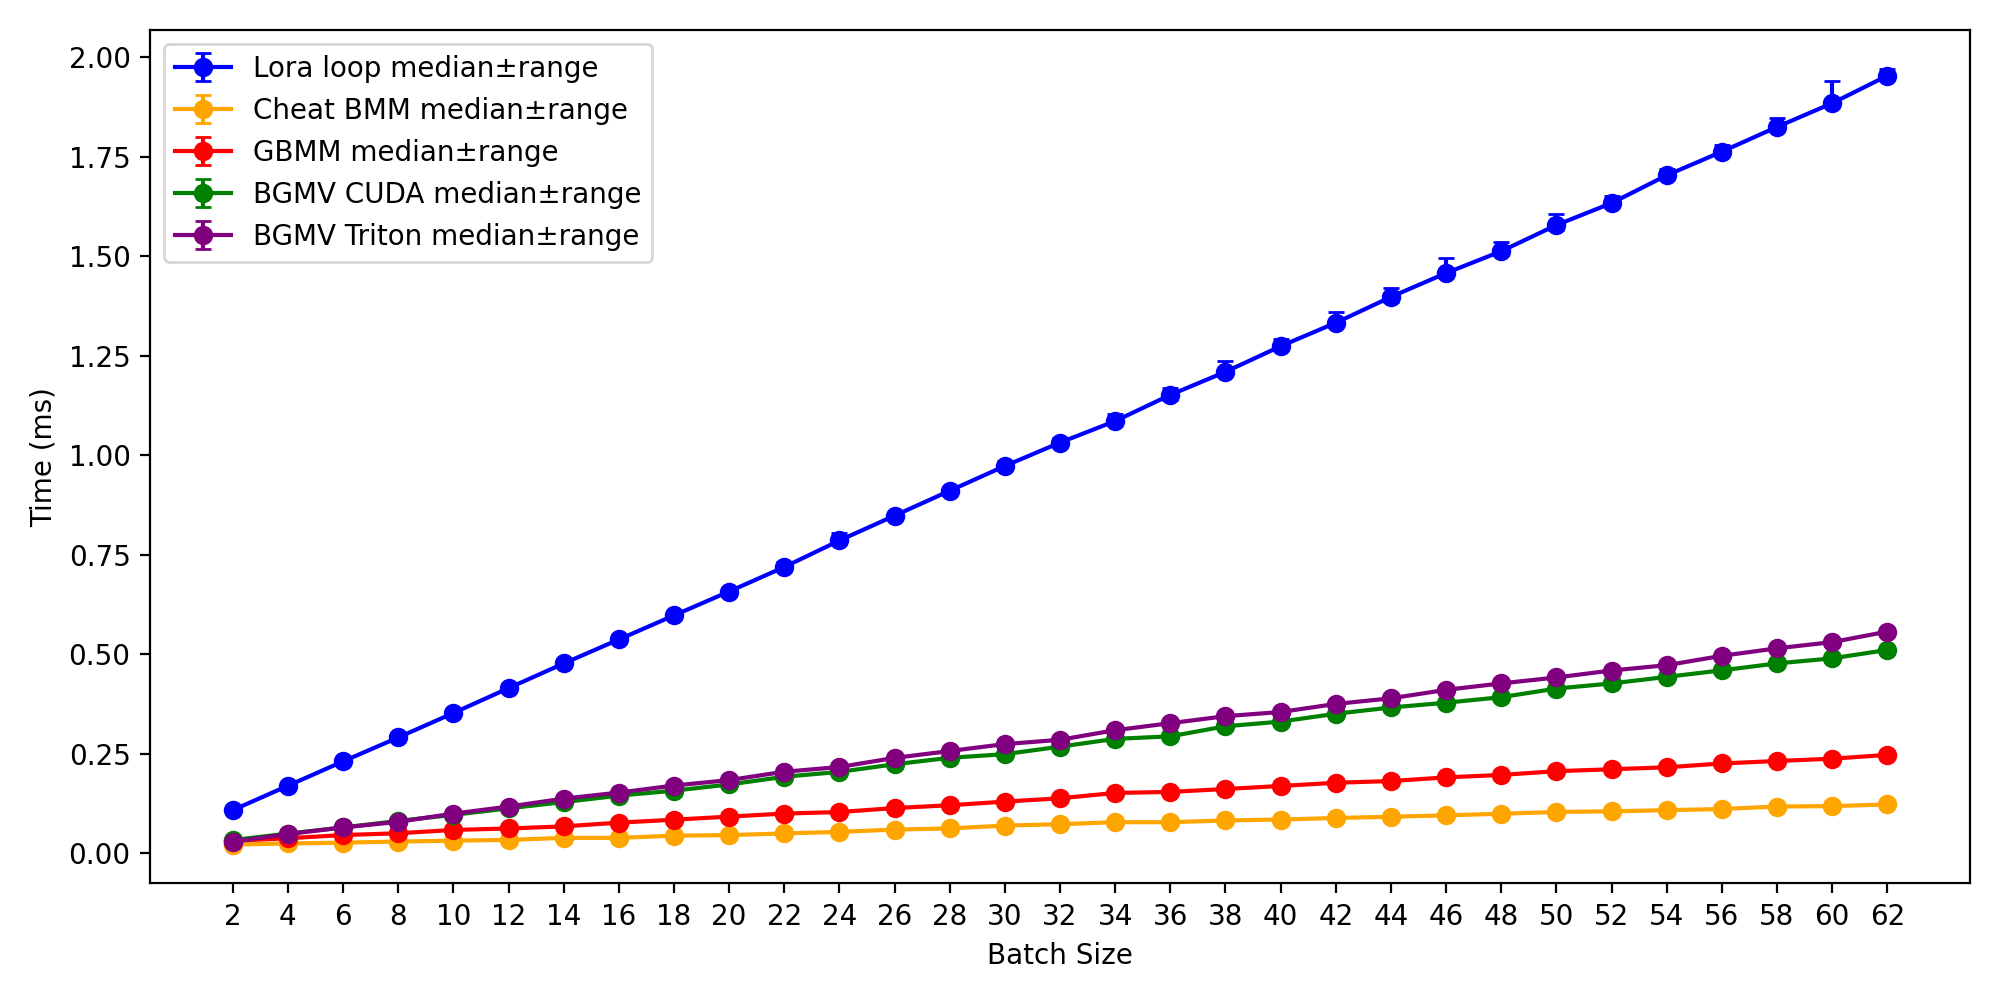 2.00
1.75
1.50
1.25
1.00
0.75
0.50
0.25
0.00
Time (ms)
Lora loop median±range
Cheat BMM median±range
GBMM median±range
BGMV CUDA median±range
BGMV Triton median±range
2 4 6 8 10 12 14 16 18 20 22 24 26 28 30 32 34 36 38 40 42 44 46 48 50 52 54 56 58 60 62
Batch Size